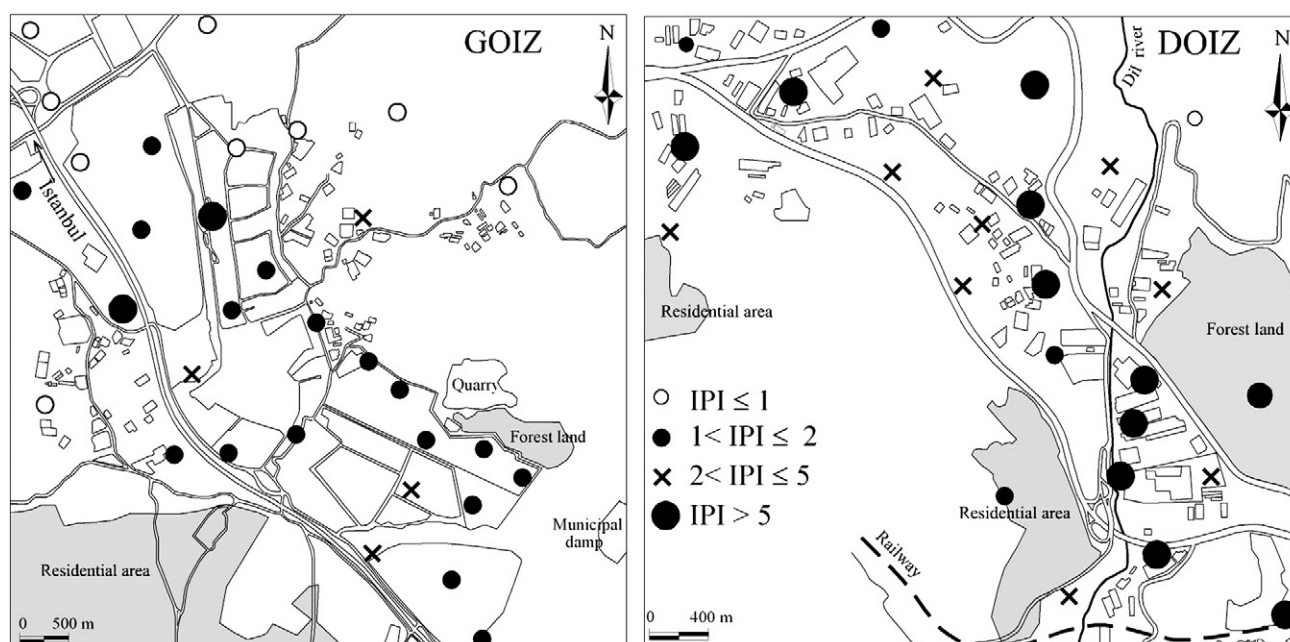 GOIZ
N
Istanbul
Quarry
Forest land
Municipal
damp
Residential area
0 500 m
DOIZ
N
Dil river
Residential area
Forest land
IPI ≤ 1
1< IPI ≤ 2
2< IPI ≤ 5
IPI > 5
Residential area
Railway
0 400 m